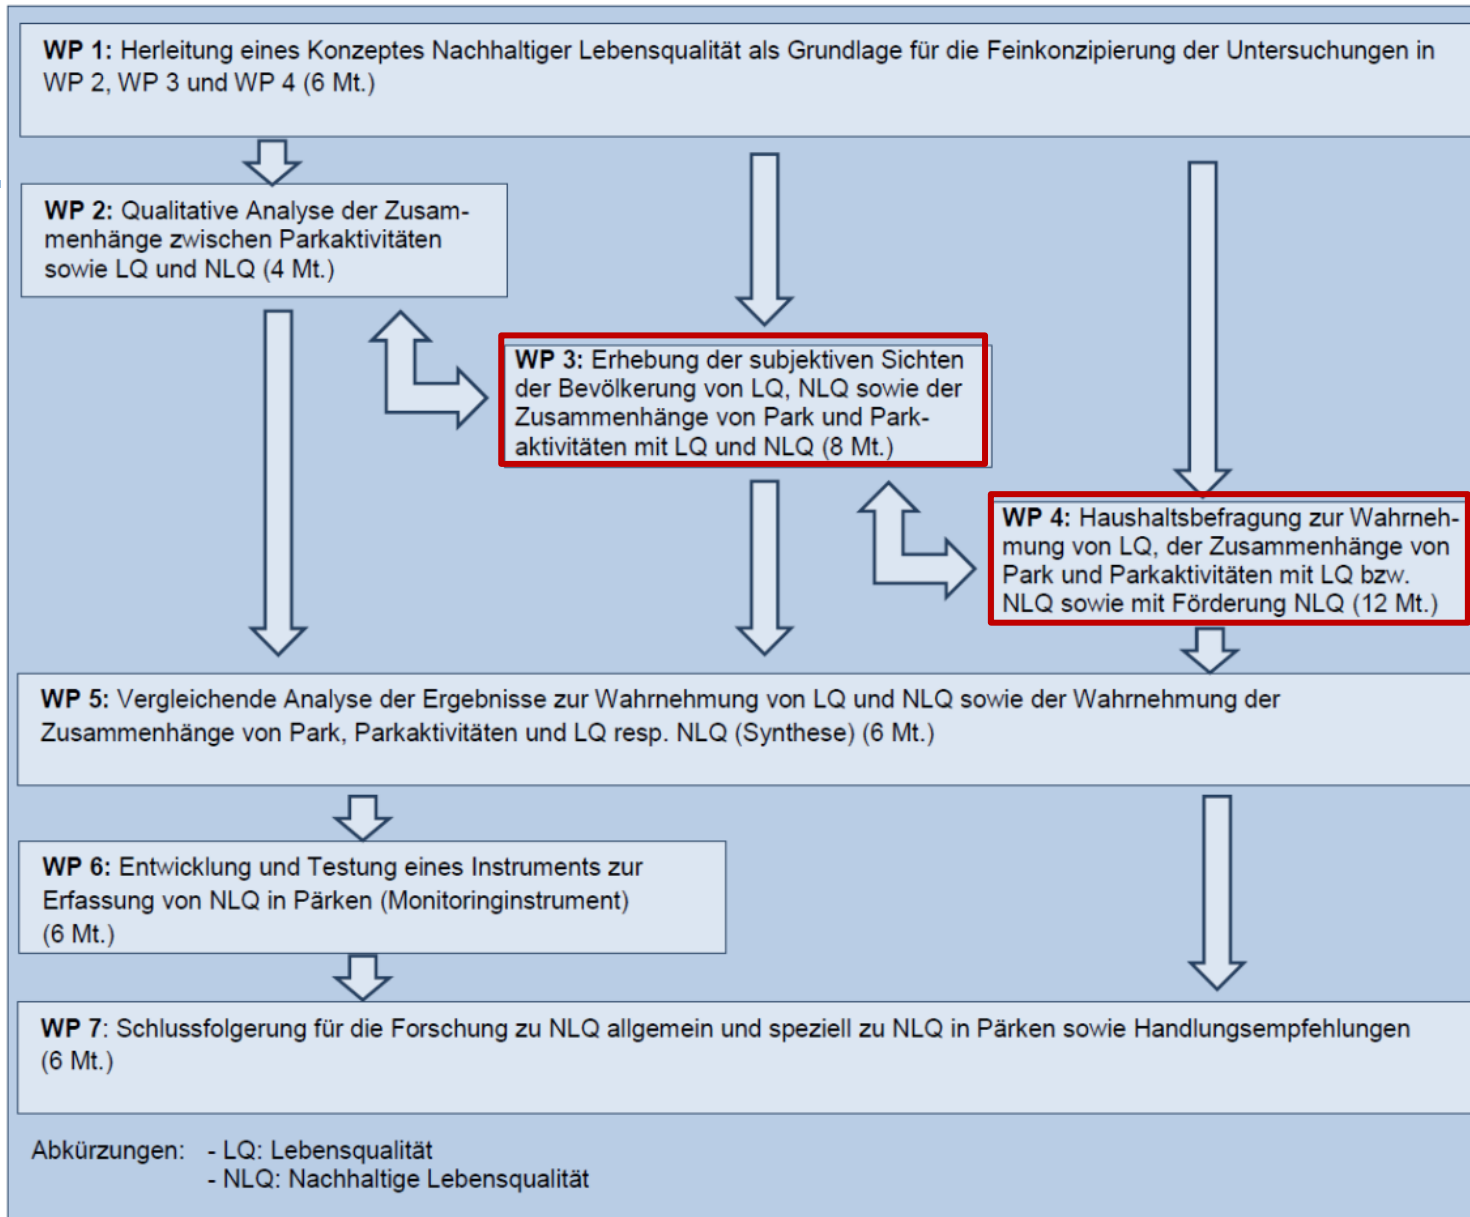 WP 1: Herleitung eines Konzeptes Nachhaltiger Lebensqualität als Grundlage für die Feinkonzipierung der Untersuchungen in
WP 2, WP 3 und WP 4 (6 Mt.)
WP 2: Qualitative Analyse der Zusam-
menhänge zwischen Parkaktivitäten
sowie LQ und NLQ (4 Mt.)
WP 3: Erhebung der subjektiven Sichten
der Bevölkerung von LQ, NLQ sowie der
Zusammenhänge von Park und Park-
aktivitäten mit LQ und NLQ (8 Mt.)
WP 4: Haushaltsbefragung zur Wahrneh-
mung von LQ, der Zusammenhänge von
Park und Parkaktivitäten mit LQ bzw.
NLQ sowie mit Förderung NLQ (12 Mt.)
WP 5: Vergleichende Analyse der Ergebnisse zur Wahrnehmung von LQ und NLQ sowie der Wahrnehmung der
Zusammenhänge von Park, Parkaktivitäten und LQ resp. NLQ (Synthese) (6 Mt.)
WP 6: Entwicklung und Testung eines Instruments zur
Erfassung von NLQ in Pärken (Monitoringinstrument)
(6 Mt.)
WP 7: Schlussfolgerung für die Forschung zu NLQ allgemein und speziell zu NLQ in Pärken sowie Handlungsempfehlungen
(6 Mt.)
Abkürzungen: - LQ: Lebensqualität
- NLQ: Nachhaltige Lebensqualität